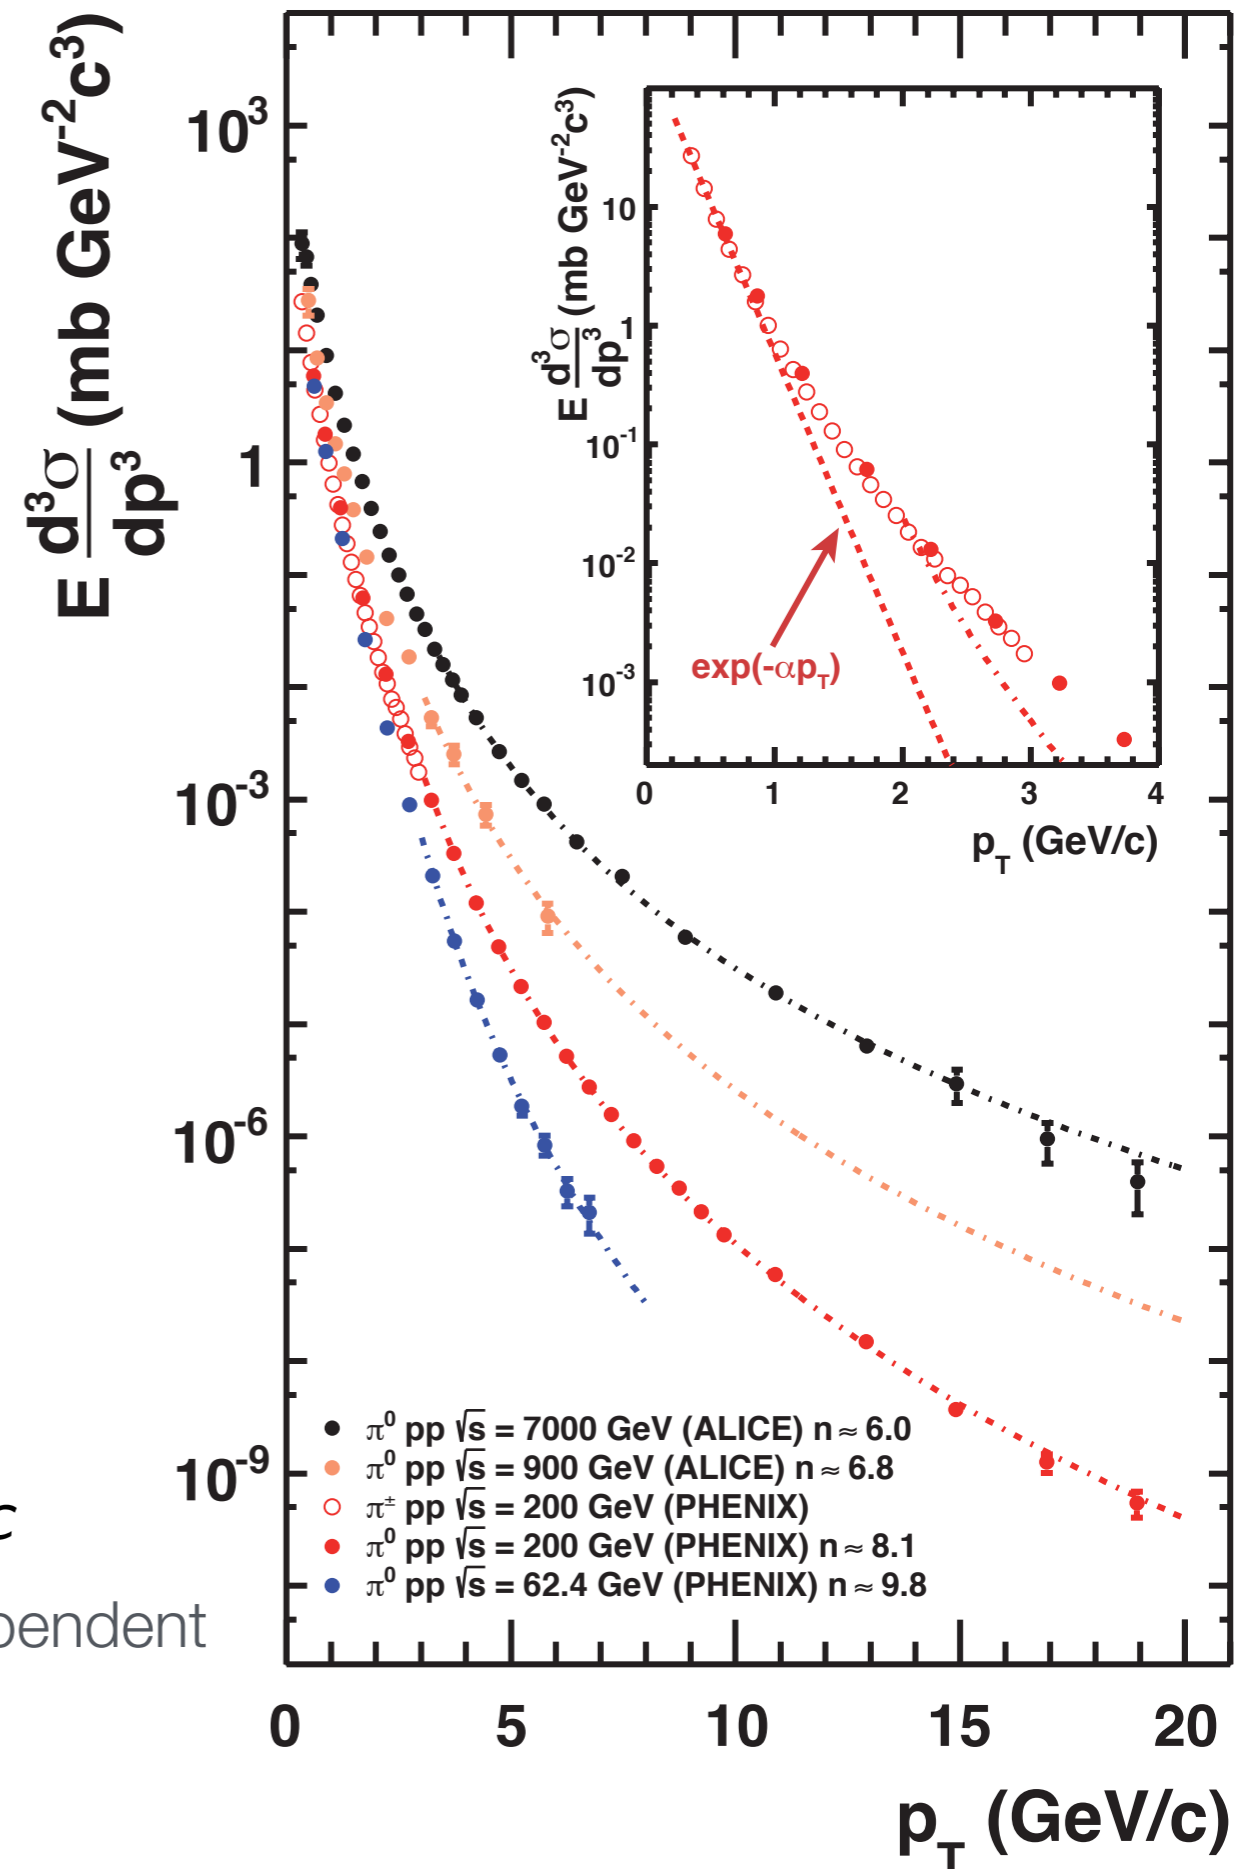 E d³σ/dp³ (mb GeV⁻²c³)
10³
1
10⁻³
10⁻⁶
10⁻⁹
E d³σ/dp³ (mb GeV⁻²c³)
10
1
10⁻¹
10⁻²
10⁻³
exp(-αp_T)
0 1 2 3 4
p_T (GeV/c)
π⁰ pp √s = 7000 GeV (ALICE) n ≈ 6.0
π⁰ pp √s = 900 GeV (ALICE) n ≈ 6.8
π± pp √s = 200 GeV (PHENIX)
π⁰ pp √s = 200 GeV (PHENIX) n ≈ 8.1
π⁰ pp √s = 62.4 GeV (PHENIX) n ≈ 9.8
c
pendent
0 5 10 15 20
p_T (GeV/c)